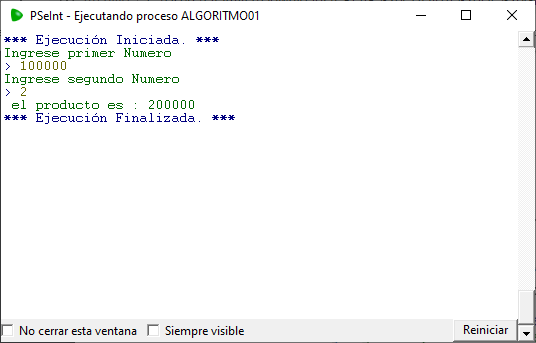 PSeInt - Ejecutando proceso ALGORITMO01
*** Ejecución Iniciada. ***
Ingrese primer Numero
> 100000
Ingrese segundo Numero
> 2
el producto es : 200000
*** Ejecución Finalizada. ***
No cerrar esta ventana
Siempre visible
Reiniciar